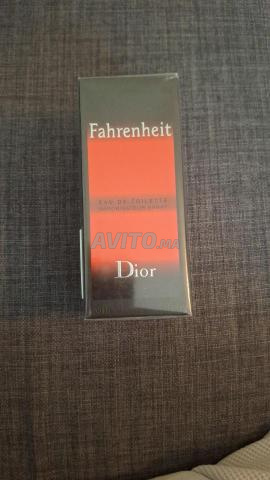 Fahrenheit
EAU DE TOILETTE
AVITO.ma
Dior